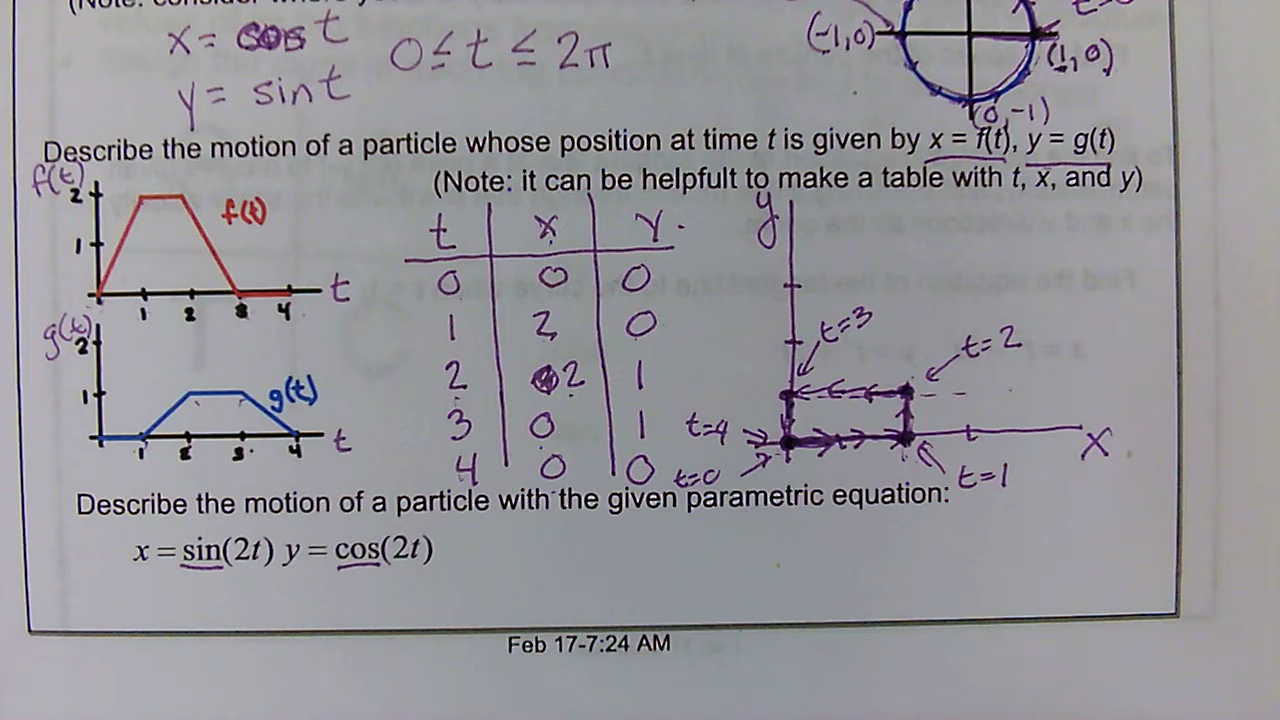 x = cos t
y = sin t
0 ≤ t ≤ 2π
(-1,0)
(1,0)
(0,-1)
Describe the motion of a particle whose position at time t is given by x = f(t), y = g(t)
(Note: it can be helpfult to make a table with t, x, and y)
f(t)
2
1
f(t)
1 2 3 4
t
g(t)
2
1
g(t)
1 2 3 4
t
t x y
0 0 0
1 2 0
2 2 1
3 0 1
4 0 0
y
t=3
t=2
t=4
t=0
t=1
x
Describe the motion of a particle with the given parametric equation:
x = sin(2t) y = cos(2t)
Feb 17-7:24 AM